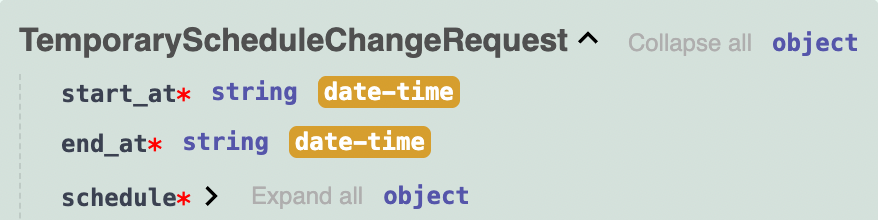 TemporaryScheduleChangeRequest Collapse all object
start_at* string date-time
end_at* string date-time
schedule* Expand all object